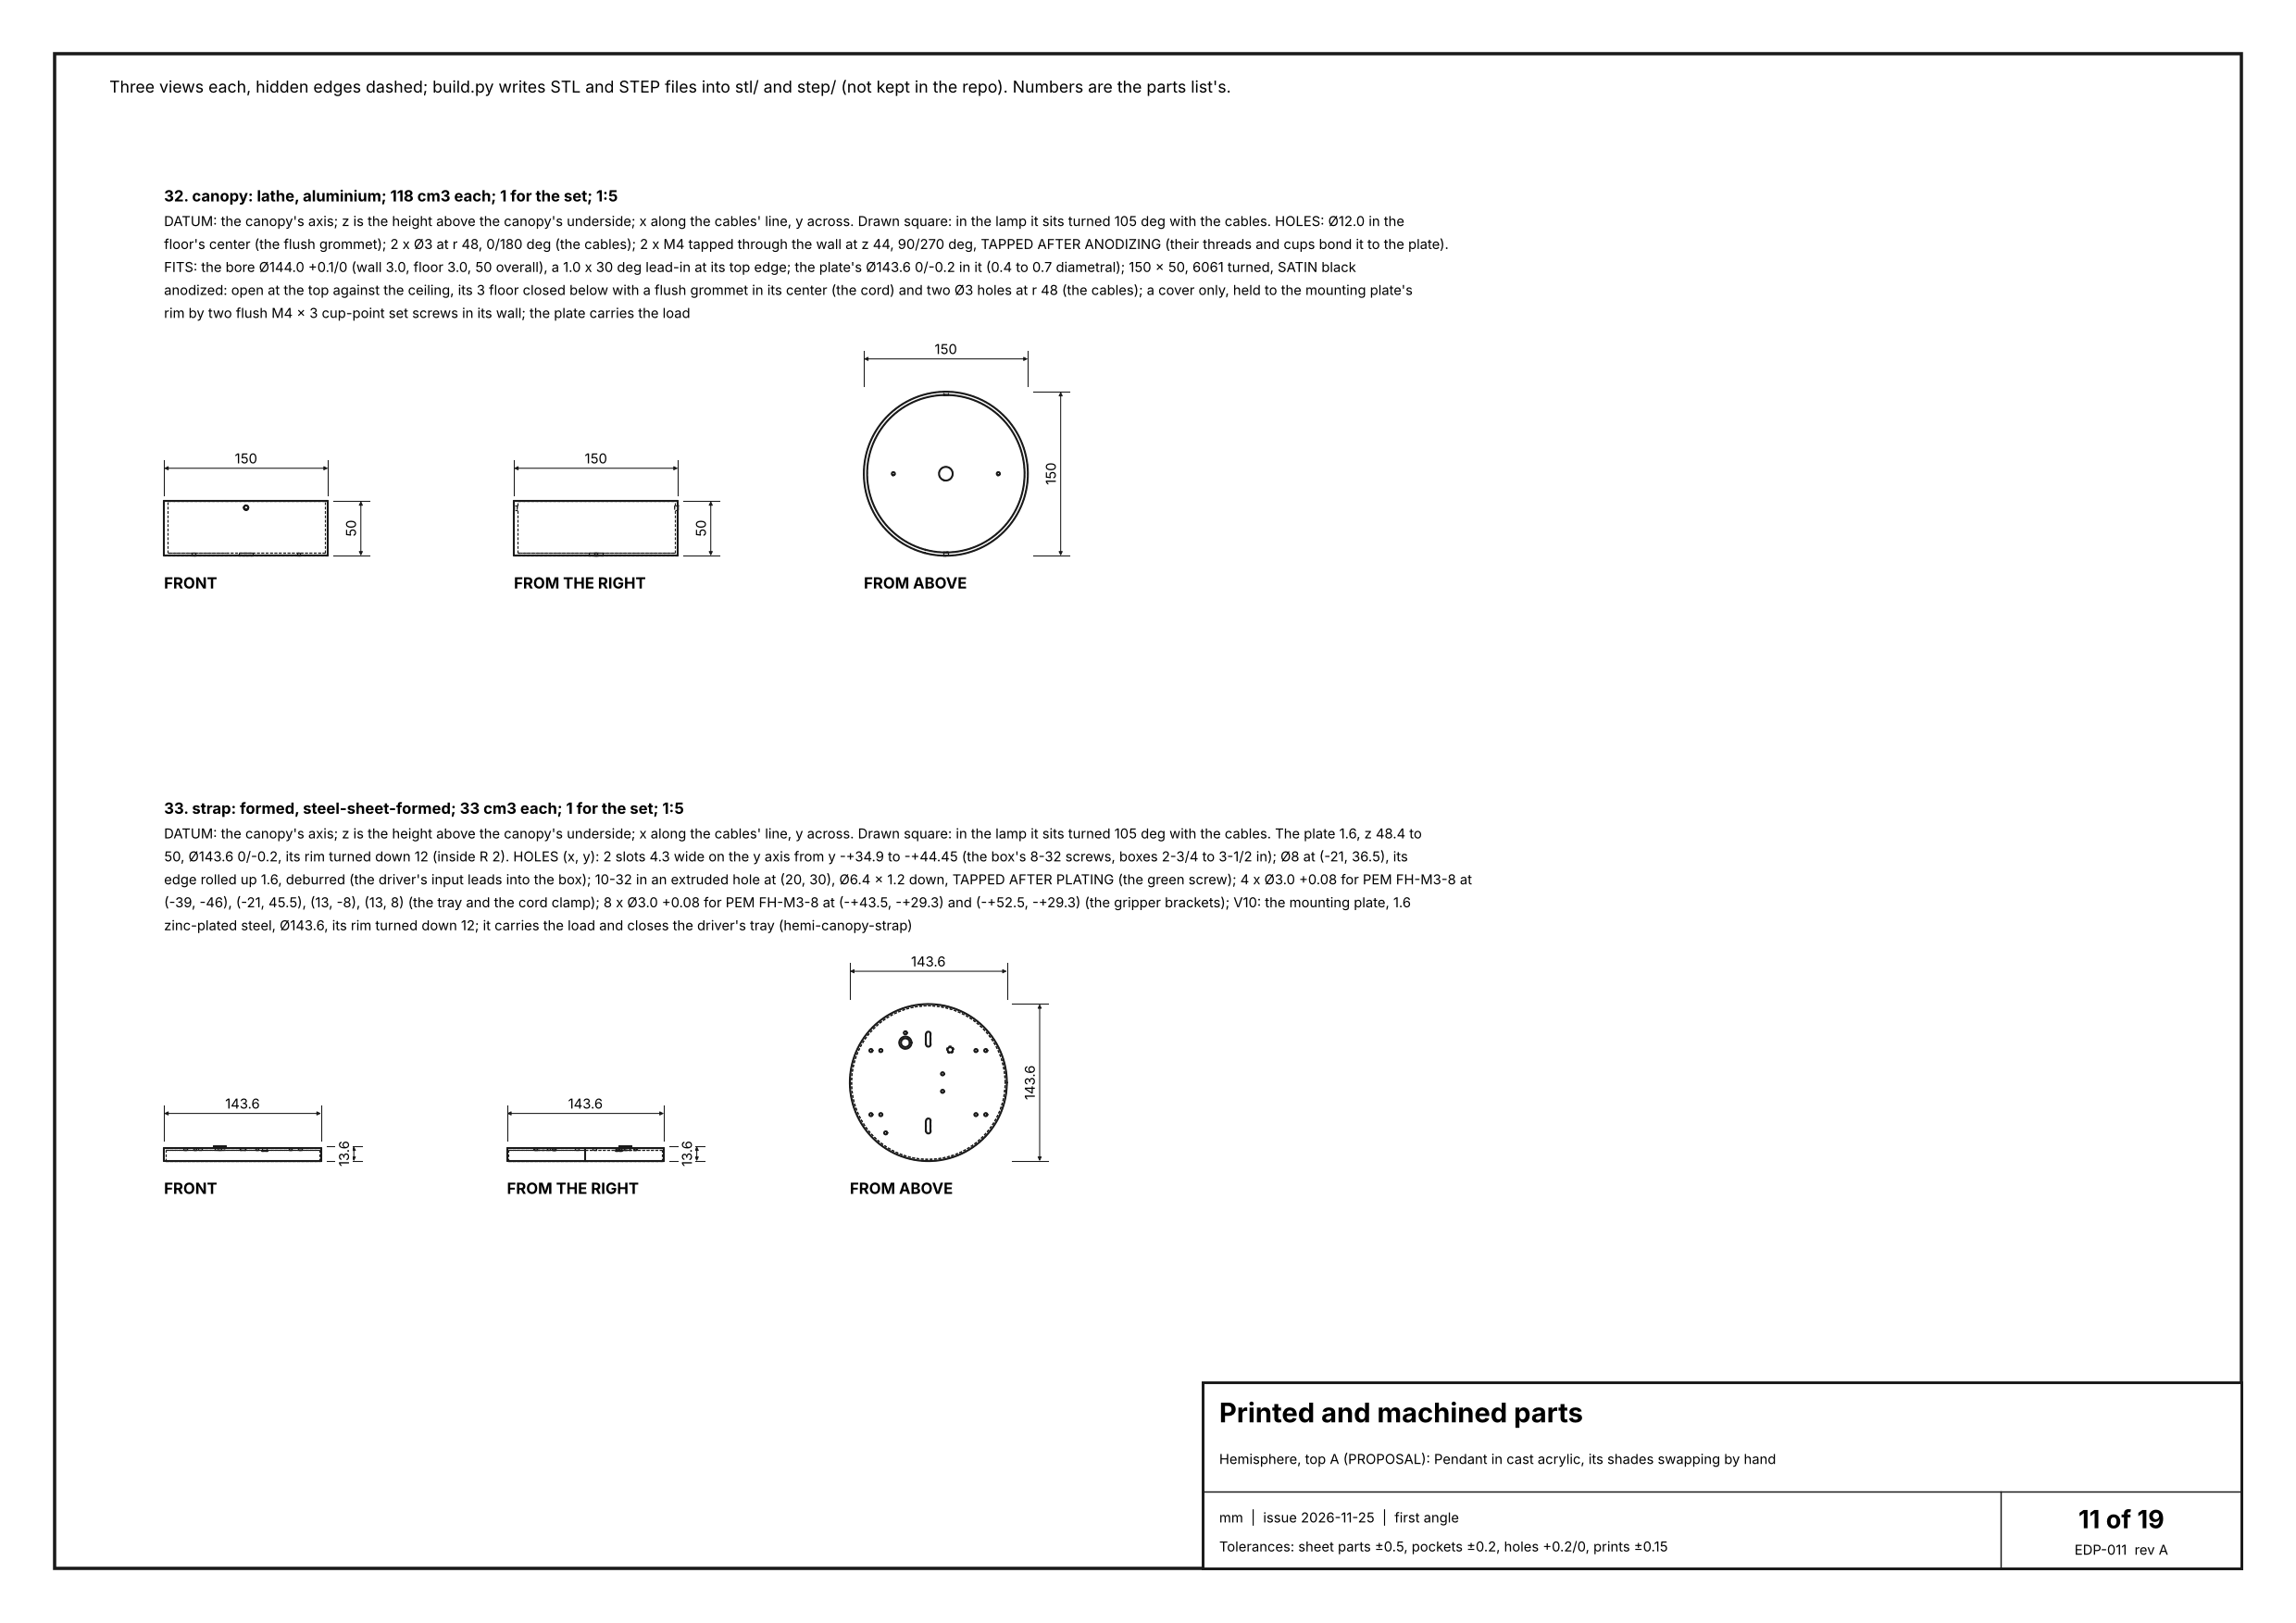 Three views each, hidden edges dashed; build.py writes STL and STEP files into stl/ and step/ (not kept in the repo). Numbers are the parts list's.
32. canopy: lathe, aluminium; 118 cm3 each; 1 for the set; 1:5
DATUM: the canopy's axis; z is the height above the canopy's underside; x along the cables' line, y across. Drawn square: in the lamp it sits turned 105 deg with the cables. HOLES: Ø12.0 in the
floor's center (the flush grommet); 2 x Ø3 at r 48, 0/180 deg (the cables); 2 x M4 tapped through the wall at z 44, 90/270 deg, TAPPED AFTER ANODIZING (their threads and cups bond it to the plate).
FITS: the bore Ø144.0 +0.1/0 (wall 3.0, floor 3.0, 50 overall), a 1.0 x 30 deg lead-in at its top edge; the plate's Ø143.6 0/-0.2 in it (0.4 to 0.7 diametral); 150 × 50, 6061 turned, SATIN black
anodized: open at the top against the ceiling, its 3 floor closed below with a flush grommet in its center (the cord) and two Ø3 holes at r 48 (the cables); a cover only, held to the mounting plate's
rim by two flush M4 × 3 cup-point set screws in its wall; the plate carries the load
150
150
150
150
50
50
FRONT
FROM THE RIGHT
FROM ABOVE
33. strap: formed, steel-sheet-formed; 33 cm3 each; 1 for the set; 1:5
DATUM: the canopy's axis; z is the height above the canopy's underside; x along the cables' line, y across. Drawn square: in the lamp it sits turned 105 deg with the cables. The plate 1.6, z 48.4 to
50, Ø143.6 0/-0.2, its rim turned down 12 (inside R 2). HOLES (x, y): 2 slots 4.3 wide on the y axis from y -+34.9 to -+44.45 (the box's 8-32 screws, boxes 2-3/4 to 3-1/2 in); Ø8 at (-21, 36.5), its
edge rolled up 1.6, deburred (the driver's input leads into the box); 10-32 in an extruded hole at (20, 30), Ø6.4 × 1.2 down, TAPPED AFTER PLATING (the green screw); 4 x Ø3.0 +0.08 for PEM FH-M3-8 at
(-39, -46), (-21, 45.5), (13, -8), (13, 8) (the tray and the cord clamp); 8 x Ø3.0 +0.08 for PEM FH-M3-8 at (-+43.5, -+29.3) and (-+52.5, -+29.3) (the gripper brackets); V10: the mounting plate, 1.6
zinc-plated steel, Ø143.6, its rim turned down 12; it carries the load and closes the driver's tray (hemi-canopy-strap)
143.6
143.6
143.6
143.6
13.6
13.6
FRONT
FROM THE RIGHT
FROM ABOVE
Printed and machined parts
Hemisphere, top A (PROPOSAL): Pendant in cast acrylic, its shades swapping by hand
mm | issue 2026-11-25 | first angle
Tolerances: sheet parts ±0.5, pockets ±0.2, holes +0.2/0, prints ±0.15
11 of 19
EDP-011 rev A